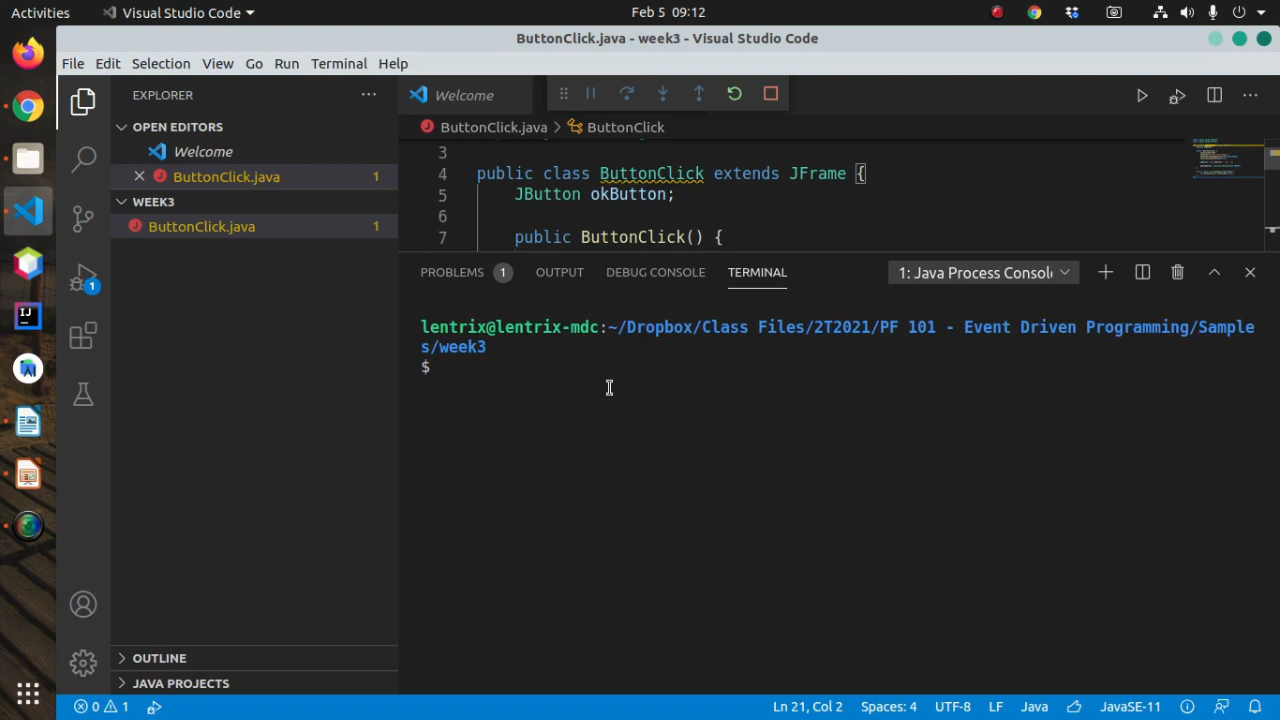 Activities
Visual Studio Code
Feb 5 09:12
ButtonClick.java - week3 - Visual Studio Code
File Edit Selection View Go Run Terminal Help
EXPLORER
OPEN EDITORS
Welcome
ButtonClick.java 1
WEEK3
ButtonClick.java 1
OUTLINE
JAVA PROJECTS
1
IJ
Welcome
ButtonClick.java > ButtonClick
3
4 public class ButtonClick extends JFrame {
5 JButton okButton;
6
7 public ButtonClick() {
PROBLEMS 1 OUTPUT DEBUG CONSOLE TERMINAL
1: Java Process Consol
lentrix@lentrix-mdc:~/Dropbox/Class Files/2T2021/PF 101 - Event Driven Programming/Sample
s/week3
$
0 1
Ln 21, Col 2 Spaces: 4 UTF-8 LF Java JavaSE-11